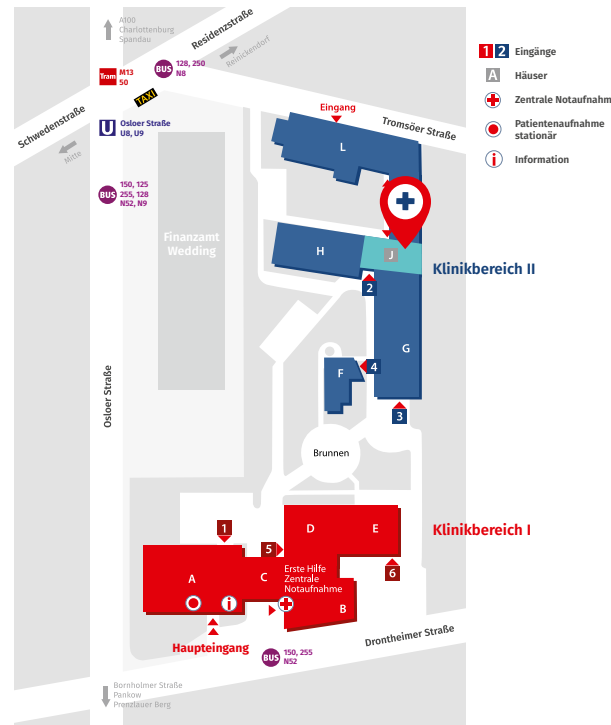 A100
Charlottenburg
Spandau
Residenzstraße
Reinickendorf
BUS
128, 250
N8
Tram
M13
50
TAXI
Schwedenstraße
Mitte
U
Osloer Straße
U8, U9
BUS
150, 125
255, 128
N52, N9
Finanzamt
Wedding
Osloer Straße
Eingang
Tromsöer Straße
L
H
J
2
G
F
4
3
Klinikbereich II
Brunnen
1 2 Eingänge
A Häuser
Zentrale Notaufnahm
Patientenaufnahme
stationär
i Information
Klinikbereich I
1
D
E
5
6
A
C
Erste Hilfe
Zentrale
Notaufnahme
B
i
Haupteingang
BUS
150, 255
N52
Drontheimer Straße
Bornholmer Straße
Pankow
Prenzlauer Berg